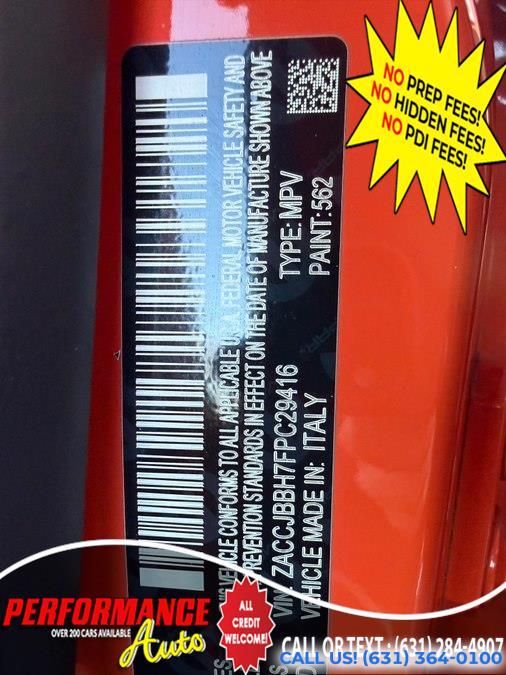 NO PREP FEES!
NO HIDDEN FEES!
NO PDI FEES!
VEHICLE CONFORMS TO ALL APPLICABLE U.S.A. FEDERAL MOTOR VEHICLE SAFETY AND
PREVENTION STANDARDS IN EFFECT ON THE DATE OF MANUFACTURE SHOWN ABOVE
VIN: ZACCJBBH7FPC29416
TYPE: MPV
VEHICLE MADE IN: ITALY
PAINT: 562
PERFORMANCE
OVER 200 CARS AVAILABLE
Auto
ALL
CREDIT
WELCOME!
CALL OR TEXT : (631) 284-4907
CALL US! (631) 364-0100